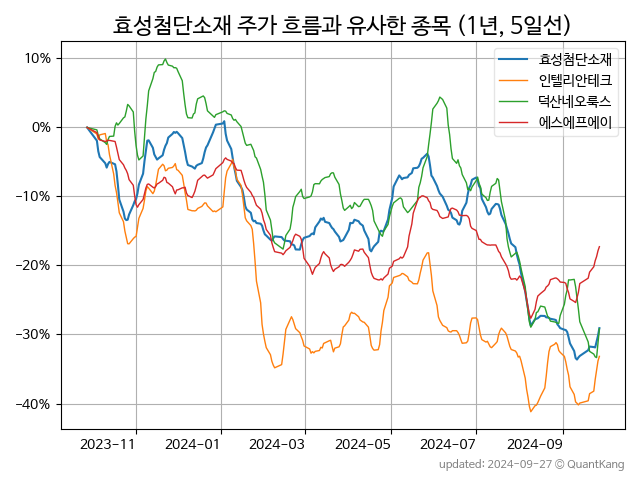 효성첨단소재 주가 흐름과 유사한 종목 (1년, 5일선)
효성첨단소재
인텔리안테크
덕산네오룩스
에스에프에이
10%
0%
-10%
-20%
-30%
-40%
2023-11
2024-01
2024-03
2024-05
2024-07
2024-09
updated: 2024-09-27 © QuantKang